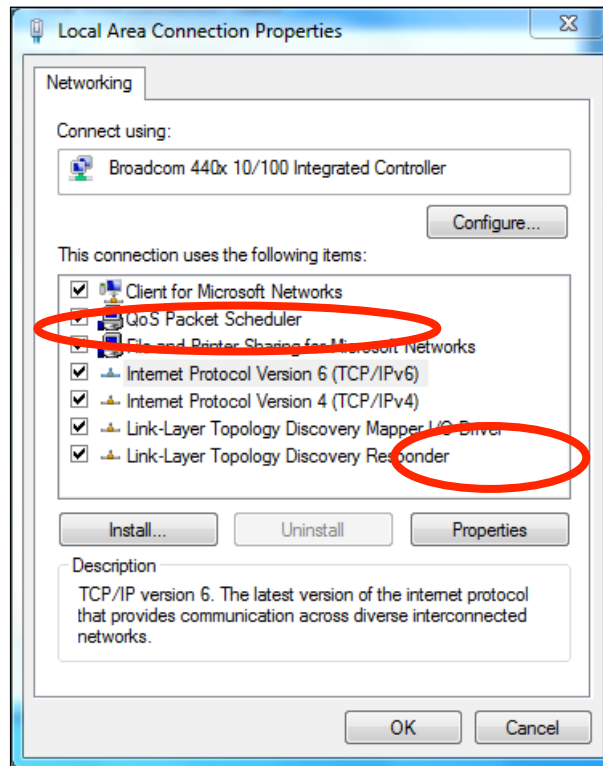 Local Area Connection Properties
Networking
Connect using:
Broadcom 440x 10/100 Integrated Controller
Configure...
This connection uses the following items:
Client for Microsoft Networks
QoS Packet Scheduler
File and Printer Sharing for Microsoft Networks
Internet Protocol Version 6 (TCP/IPv6)
Internet Protocol Version 4 (TCP/IPv4)
Link-Layer Topology Discovery Mapper I/O Driver
Link-Layer Topology Discovery Responder
Install... Uninstall Properties
Description
TCP/IP version 6. The latest version of the internet protocol
that provides communication across diverse interconnected
networks.
OK Cancel